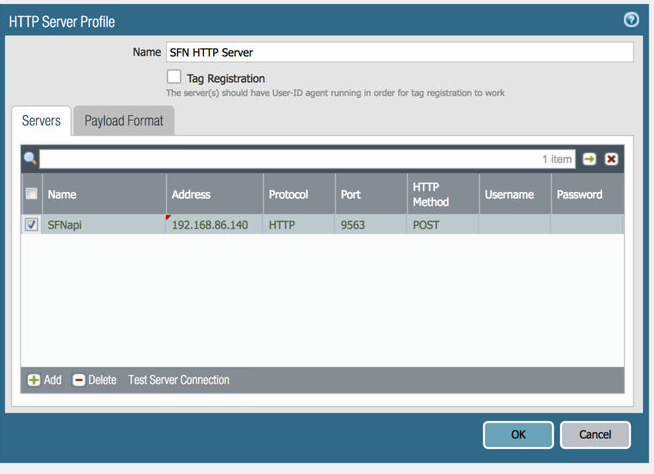 HTTP Server Profile
Name SFN HTTP Server
Tag Registration
The server(s) should have User-ID agent running in order for tag registration to work
Servers Payload Format
1 item
Name Address Protocol Port HTTP Method Username Password
SFNapi 192.168.86.140 HTTP 9563 POST
Add Delete Test Server Connection
OK Cancel